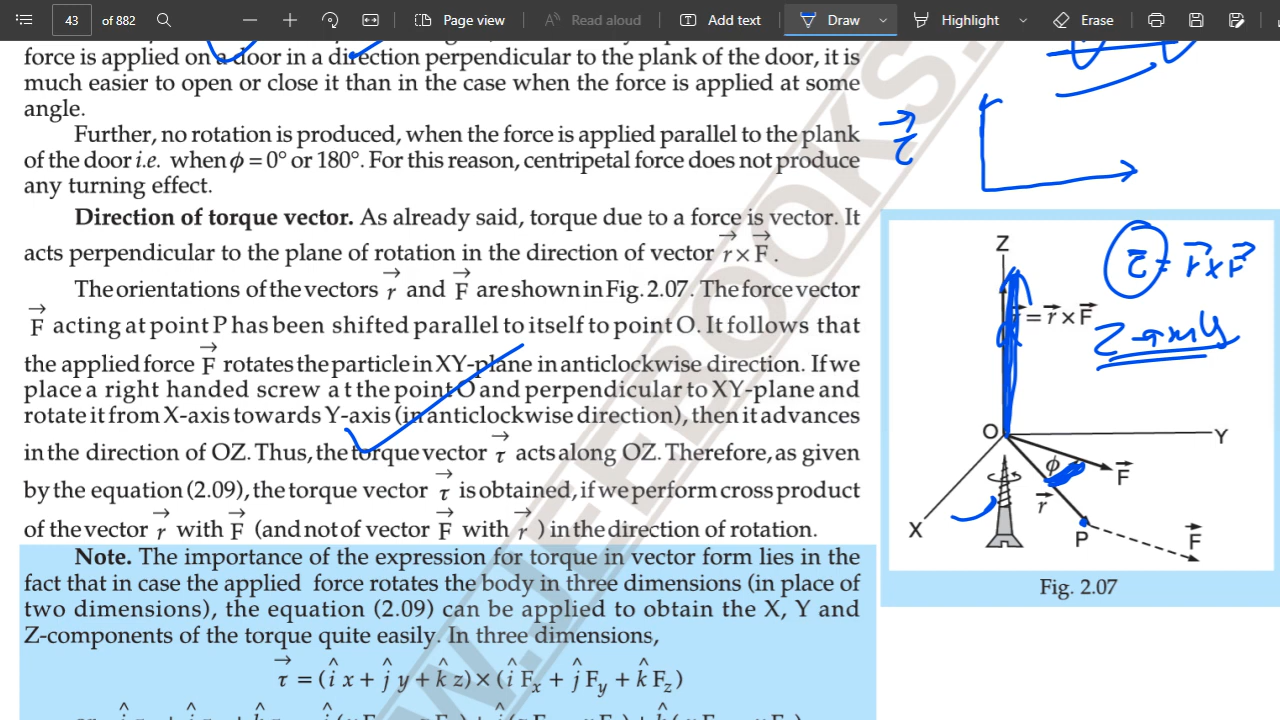 43 of 882 Page view Read aloud Add text Draw Highlight Erase
force is applied on a door in a direction perpendicular to the plank of the door, it is
much easier to open or close it than in the case when the force is applied at some
angle.
Further, no rotation is produced, when the force is applied parallel to the plank
of the door i.e. when ϕ = 0° or 180°. For this reason, centripetal force does not produce
any turning effect.
Direction of torque vector. As already said, torque due to a force is vector. It
acts perpendicular to the plane of rotation in the direction of vector r⃗ × F⃗.
The orientations of the vectors r⃗ and F⃗ are shown in Fig. 2.07. The force vector
F⃗ acting at point P has been shifted parallel to itself to point O. It follows that
the applied force F⃗ rotates the particle in XY-plane in anticlockwise direction. If we
place a right handed screw at the point O and perpendicular to XY-plane and
rotate it from X-axis towards Y-axis (in anticlockwise direction), then it advances
in the direction of OZ. Thus, the torque vector τ⃗ acts along OZ. Therefore, as given
by the equation (2.09), the torque vector τ⃗ is obtained, if we perform cross product
of the vector r⃗ with F⃗ (and not of vector F⃗ with r⃗ ) in the direction of rotation.
Note. The importance of the expression for torque in vector form lies in the
fact that in case the applied force rotates the body in three dimensions (in place of
two dimensions), the equation (2.09) can be applied to obtain the X, Y and
Z-components of the torque quite easily. In three dimensions,
τ⃗ = (î x + ĵ y + k̂ z) × (î Fx + ĵ Fy + k̂ Fz)
τ⃗
Z
τ⃗ = r⃗ × F⃗
= r⃗ × F⃗
O
Y
ϕ
F⃗
r⃗
X
P
F⃗
Fig. 2.07